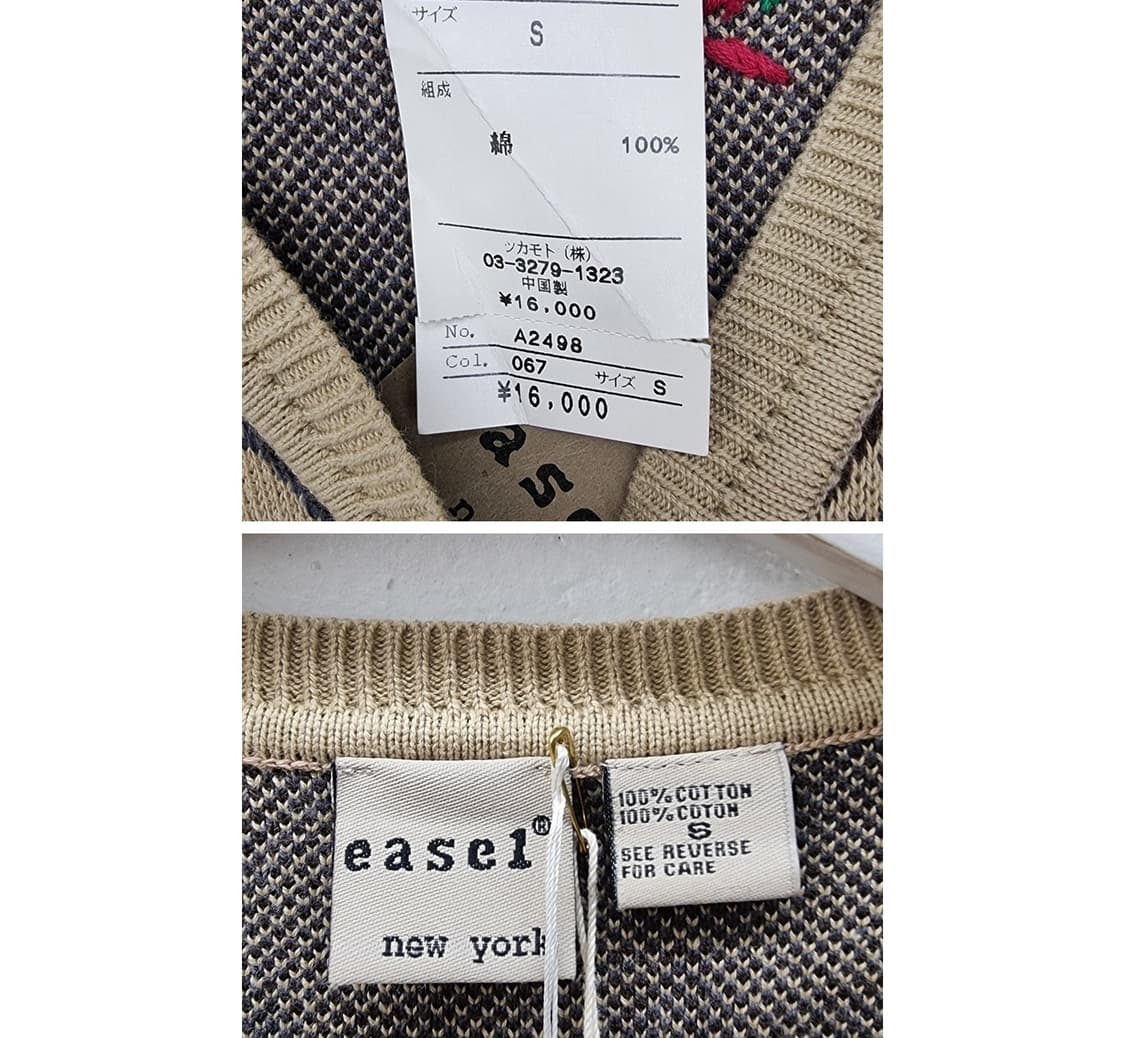 サイズ
S
組成
綿 100%
ツカモト (株)
03-3279-1323
中国製
¥16,000
No. A2498
Col. 067 サイズ S
¥16,000
as
easel®
new york
100% COTTON
100% COTON
S
SEE REVERSE
FOR CARE